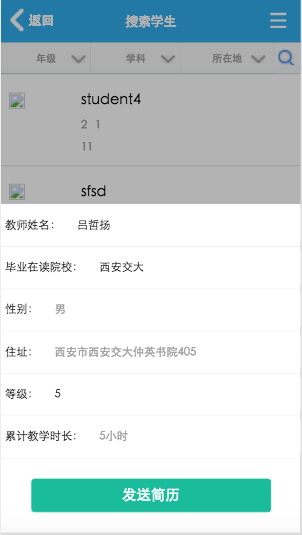 返回 搜索学生
年级 学科 所在地
student4
2 1
11
sfsd
教师姓名： 吕哲扬
毕业在读院校： 西安交大
性别： 男
住址： 西安市西安交大仲英书院405
等级： 5
累计教学时长： 5小时
发送简历